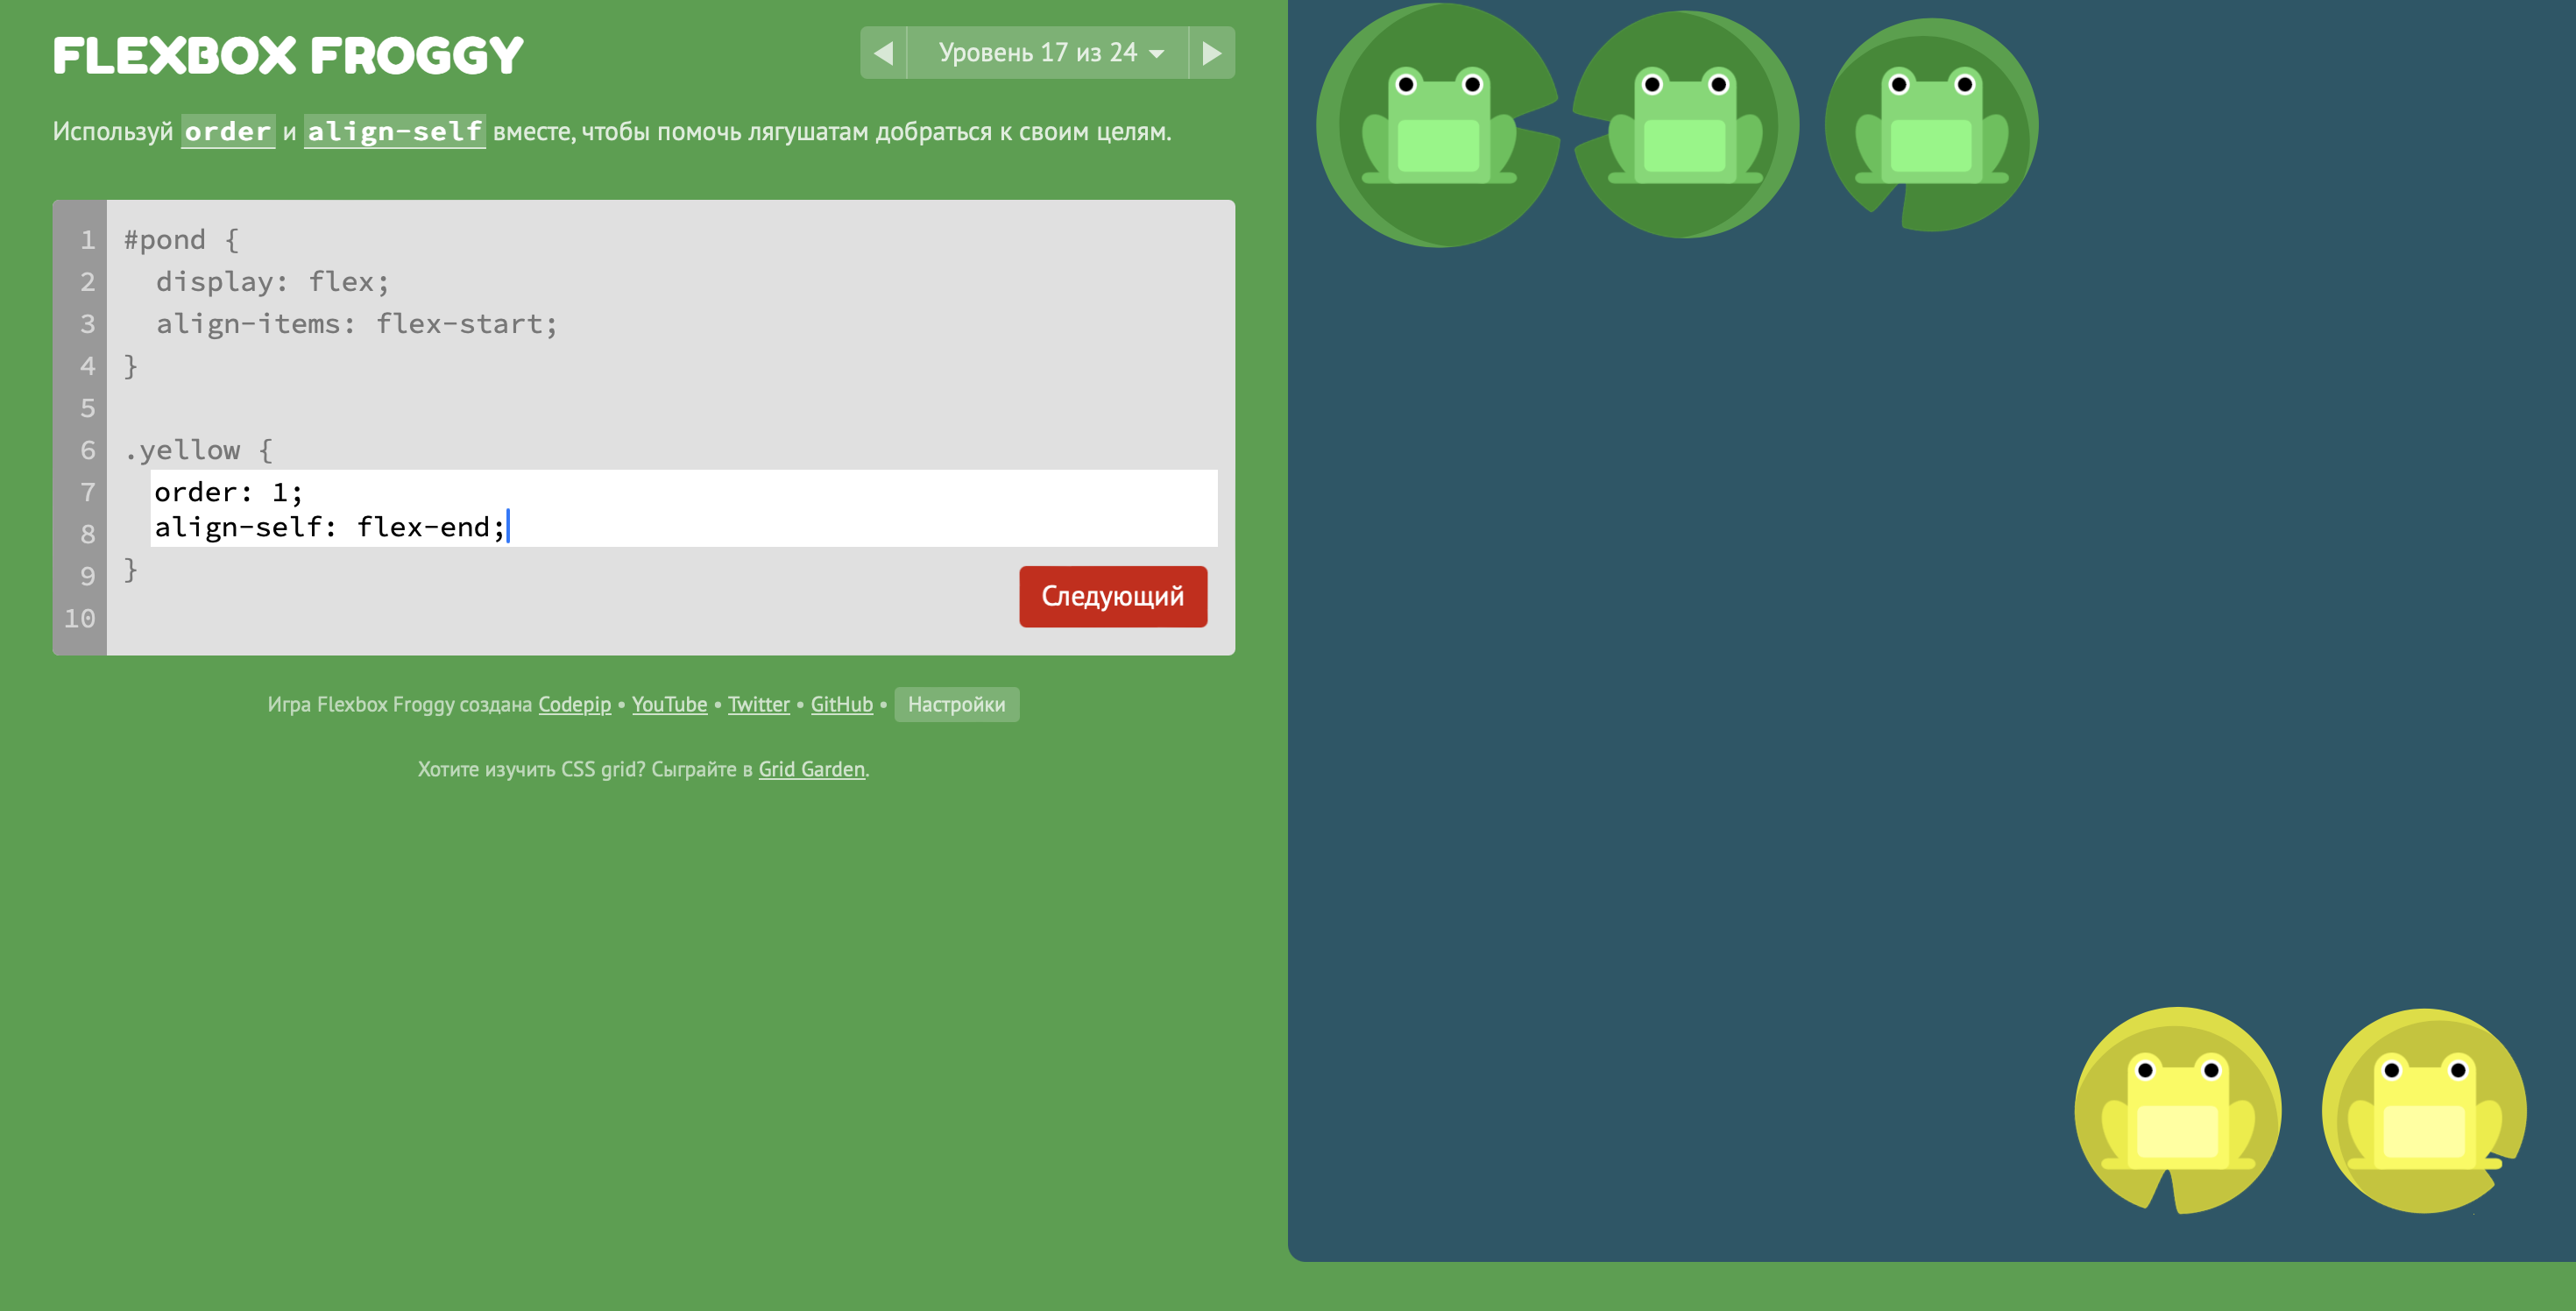 FLEXBOX FROGGY
Уровень 17 из 24
Используй order и align-self вместе, чтобы помочь лягушатам добраться к своим целям.
1 #pond {
2 display: flex;
3 align-items: flex-start;
4 }
5
6 .yellow {
7 order: 1;
8 align-self: flex-end;
9 }
10
Следующий
Игра Flexbox Froggy создана Codepip • YouTube • Twitter • GitHub • Настройки
Хотите изучить CSS grid? Сыграйте в Grid Garden.